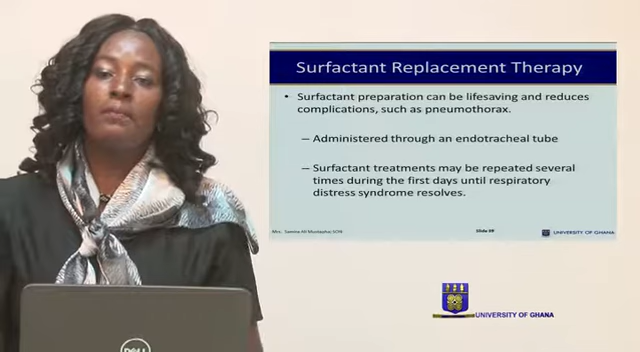 Surfactant Replacement Therapy
• Surfactant preparation can be lifesaving and reduces
complications, such as pneumothorax.
– Administered through an endotracheal tube
– Surfactant treatments may be repeated several
times during the first days until respiratory
distress syndrome resolves.
Slide 39
UNIVERSITY OF GHANA
UNIVERSITY OF GHANA
DELL